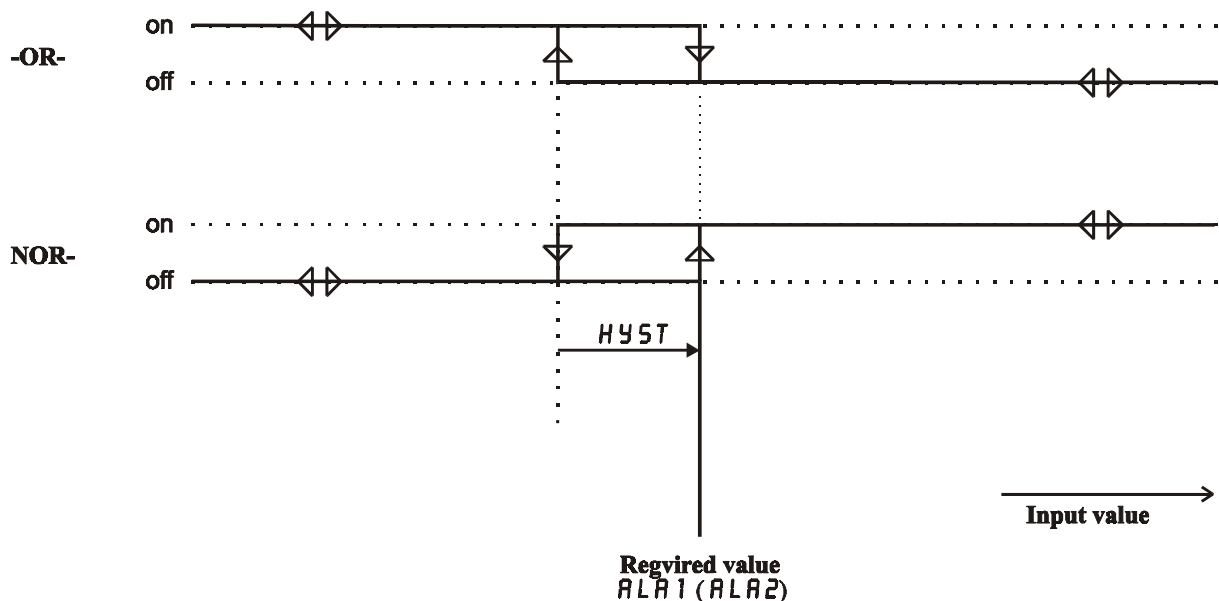 on
-OR-
off
on
NOR-
off
HYST
Input value
Regvired value
ALA1 (ALA2)